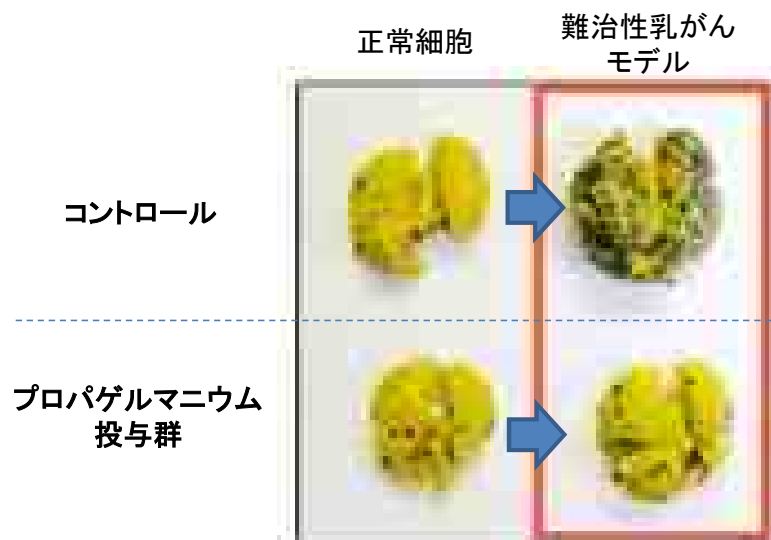 正常細胞
難治性乳がん
モデル
コントロール
プロパゲルマニウム
投与群